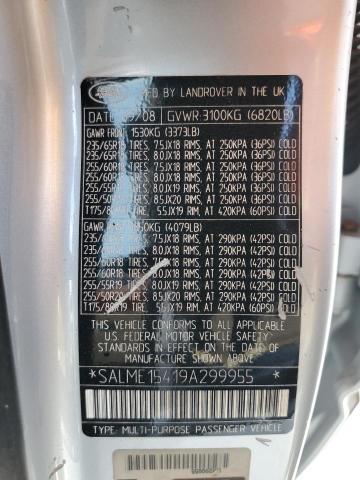 MFD BY LANDROVER IN THE UK
DATE: 09/08 GVWR 3100KG (6820LB)
GAWR FRONT 1530KG (3373LB)
235/65R18 TIRES, 7.5JX18 RIMS, AT 250KPA (36PSI) COLD
235/65R18 TIRES, 8.0JX18 RIMS, AT 250KPA (36PSI) COLD
255/60R18 TIRES, 7.5JX18 RIMS, AT 250KPA (36PSI) COLD
255/60R18 TIRES, 8.0JX18 RIMS, AT 250KPA (36PSI) COLD
255/55R19 TIRES, 8.0JX19 RIMS, AT 250KPA (36PSI) COLD
255/50R20 TIRES, 8.5JX20 RIMS, AT 250KPA (36PSI) COLD
T175/80R19 TIRES, 5.5JX19 RIM, AT 420KPA (60PSI) COLD
GAWR (4079LB)
TIRES, 7.5JX18 RIMS, AT 290KPA (42PSI) COLD
TIRES, 8.0JX18 RIMS, AT 290KPA (42PSI) COLD
255/60R18 TIRES, 7.5JX18 RIMS, AT 290KPA (42PSI) COLD
255/60R18 TIRES, 8.0JX18 RIMS, AT 290KPA (42PSI) COLD
255/55R19 TIRES, 8.0JX19 RIMS, AT 290KPA (42PSI) COLD
255/50R20 TIRES, 8.5JX20 RIMS, AT 290KPA (42PSI) COLD
T175/80R19 TIRES, 5.5JX19 RIM, AT 420KPA (60PSI) COLD
THIS VEHICLE CONFORMS TO ALL APPLICABLE
U.S. FEDERAL MOTOR VEHICLE SAFETY
STANDARDS IN EFFECT ON THE DATE
OF MANUFACTURE SHOWN ABOVE.
*SALME15419A299955*
TYPE: MULTI-PURPOSE PASSENGER VEHICLE